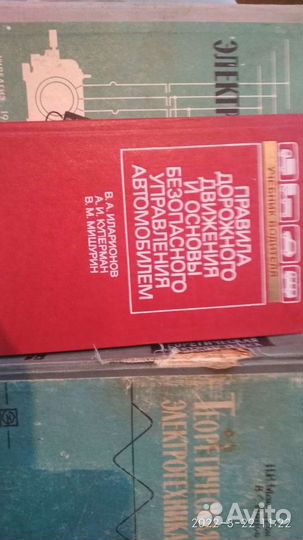 ЭЛЕКТР
УЧЕБНИК ВОДИТЕЛЯ
ПРАВИЛА
ДОРОЖНОГО
ДВИЖЕНИЯ
И ОСНОВЫ
БЕЗОПАСНОГО
УПРАВЛЕНИЯ
АВТОМОБИЛЕМ
В. А. ИЛАРИОНОВ
А. И. КУПЕРМАН
В. М. МИШУРИН
ТЕОРЕТИЧЕСКАЯ
ЭЛЕКТРОТЕХНИКА
2022-5-22 11:22
Avito